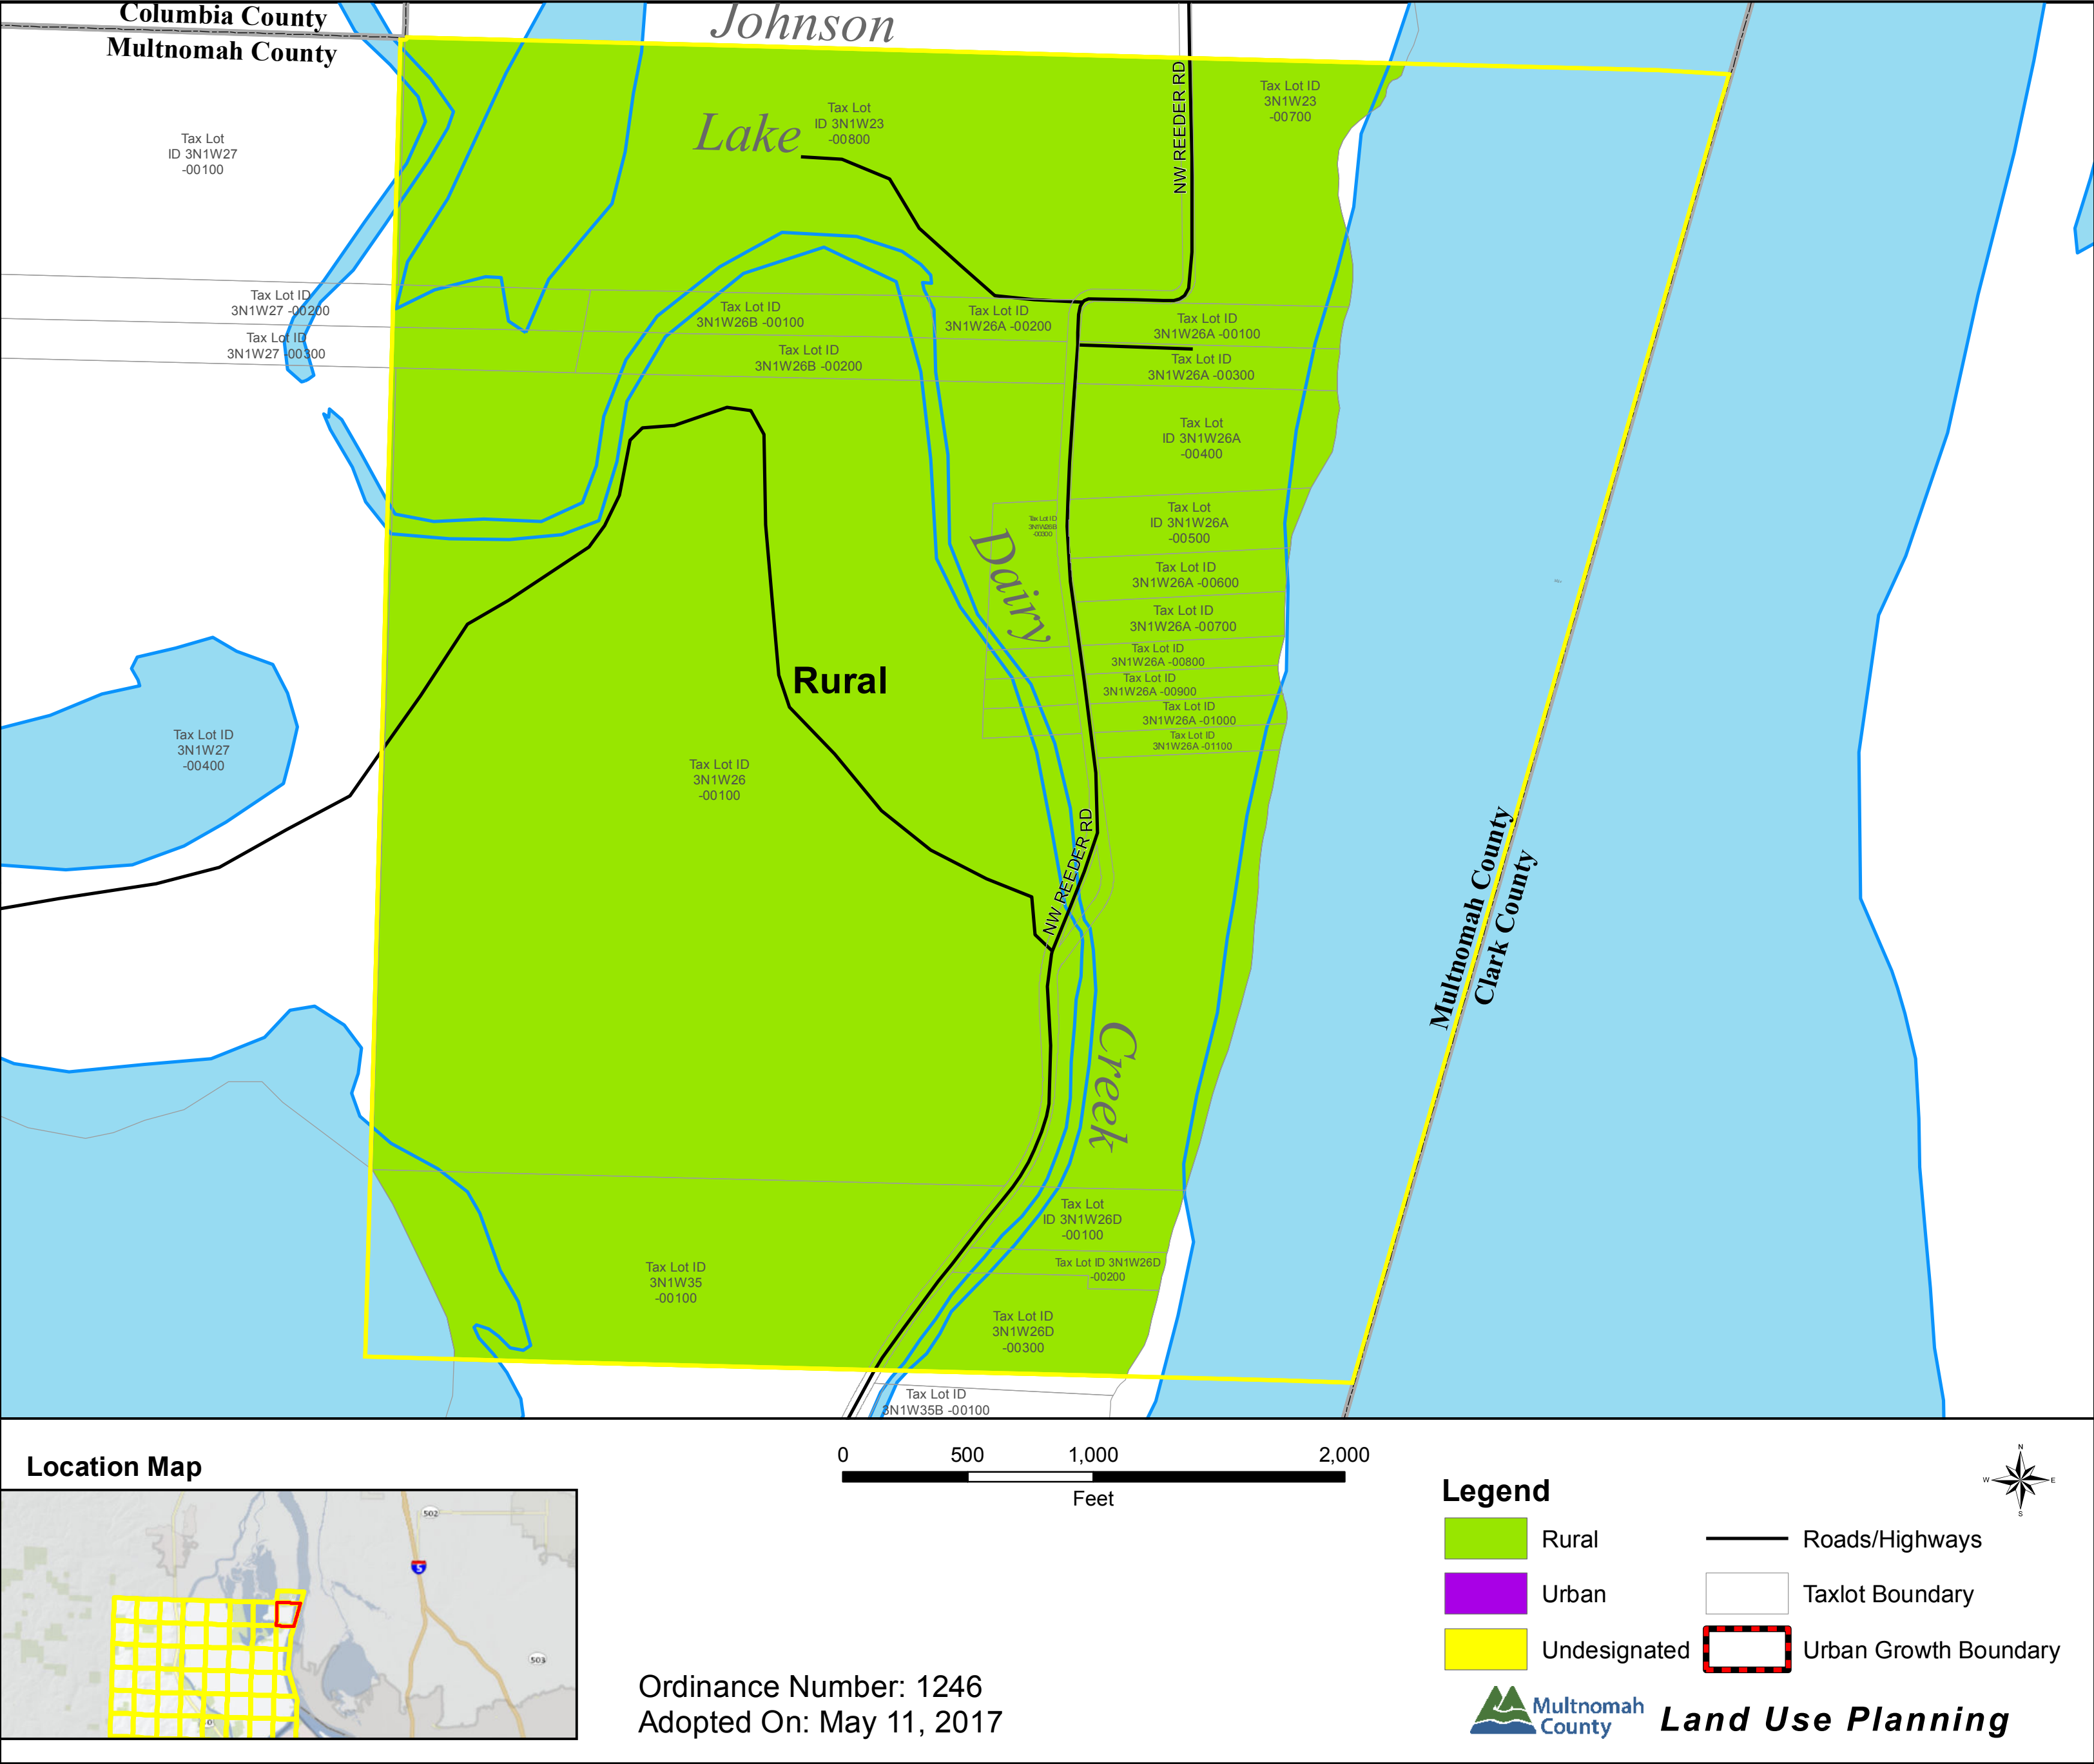 Columbia County
Multnomah County
Johnson
Lake
Tax Lot
ID 3N1W23
-00800
NW REEDER RD
Tax Lot ID
3N1W23
-00700
Tax Lot
ID 3N1W27
-00100
Tax Lot ID
3N1W27 -00200
Tax Lot ID
3N1W27 -00300
Tax Lot ID
3N1W26B -00100
Tax Lot ID
3N1W26B -00200
Tax Lot ID
3N1W26A -00200
Tax Lot ID
3N1W26A -00100
Tax Lot ID
3N1W26A -00300
Tax Lot
ID 3N1W26A
-00400
Tax Lot ID
3N1W26B
-00300
Tax Lot
ID 3N1W26A
-00500
Tax Lot ID
3N1W26A -00600
Tax Lot ID
3N1W26A -00700
Tax Lot ID
3N1W26A -00800
Tax Lot ID
3N1W26A -00900
Tax Lot ID
3N1W26A -01000
Tax Lot ID
3N1W26A -01100
Dairy
Rural
Tax Lot ID
3N1W27
-00400
Tax Lot ID
3N1W26
-00100
NW REEDER RD
Multnomah County
Clark County
Creek
Tax Lot
ID 3N1W26D
-00100
Tax Lot ID 3N1W26D
-00200
Tax Lot ID
3N1W26D
-00300
Tax Lot ID
3N1W35
-00100
Tax Lot ID
3N1W35B -00100
Location Map
502
5
503
0 500 1,000 2,000
Feet
Ordinance Number: 1246
Adopted On: May 11, 2017
Legend
N
W E
S
Rural
Urban
Undesignated
Roads/Highways
Taxlot Boundary
Urban Growth Boundary
Multnomah
County
Land Use Planning